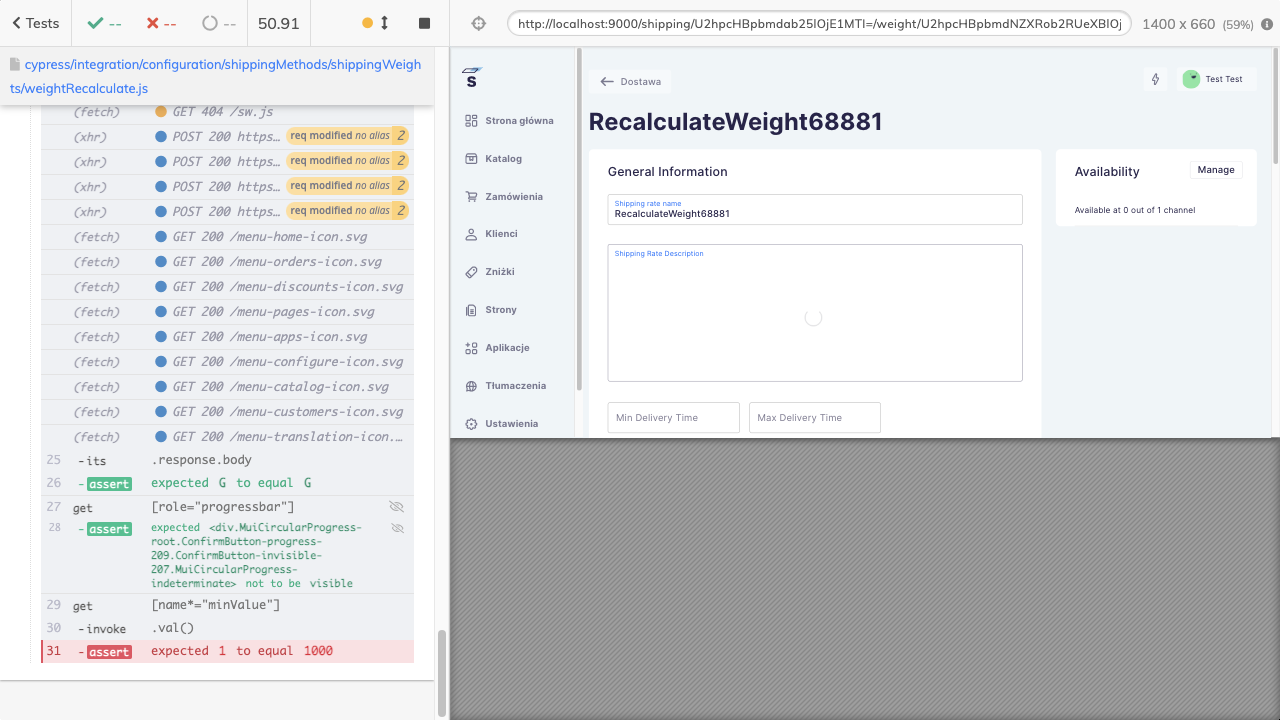 Tests
--
--
--
50.91
http://localhost:9000/shipping/U2hpcHBpbmdab25lOjE1MTI=/weight/U2hpcHBpbmdNZXRob2RUeXBlOj
1400 x 660 (59%)
cypress/integration/configuration/shippingMethods/shippingWeigh
ts/weightRecalculate.js
(fetch) GET 404 /sw.js
(xhr) POST 200 https… req modified no alias 2
(xhr) POST 200 https… req modified no alias 2
(xhr) POST 200 https… req modified no alias 2
(xhr) POST 200 https… req modified no alias 2
(fetch) GET 200 /menu-home-icon.svg
(fetch) GET 200 /menu-orders-icon.svg
(fetch) GET 200 /menu-discounts-icon.svg
(fetch) GET 200 /menu-pages-icon.svg
(fetch) GET 200 /menu-apps-icon.svg
(fetch) GET 200 /menu-configure-icon.svg
(fetch) GET 200 /menu-catalog-icon.svg
(fetch) GET 200 /menu-customers-icon.svg
(fetch) GET 200 /menu-translation-icon.…
25 -its .response.body
26 -assert expected G to equal G
27 get [role="progressbar"]
28 -assert expected <div.MuiCircularProgress-
root.ConfirmButton-progress-
209.ConfirmButton-invisible-
207.MuiCircularProgress-
indeterminate> not to be visible
29 get [name*="minValue"]
30 -invoke .val()
31 -assert expected 1 to equal 1000
S
Strona główna
Katalog
Zamówienia
Klienci
Zniżki
Strony
Aplikacje
Tłumaczenia
Ustawienia
Dostawa
Test Test
RecalculateWeight68881
General Information
Shipping rate name
RecalculateWeight68881
Shipping Rate Description
Min Delivery Time
Max Delivery Time
Availability
Manage
Available at 0 out of 1 channel